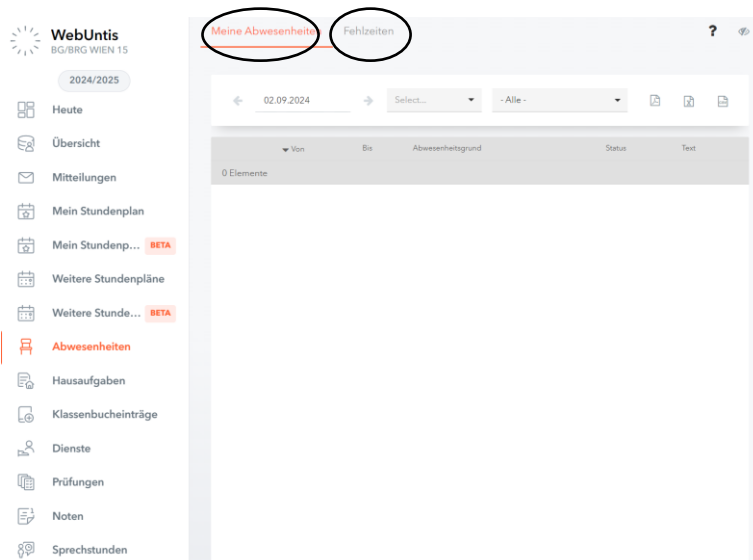 WebUntis
BG/BRG WIEN 15
2024/2025
Heute
Übersicht
Mitteilungen
Mein Stundenplan
Mein Stundenp... BETA
Weitere Stundenpläne
Weitere Stunde... BETA
Abwesenheiten
Hausaufgaben
Klassenbucheinträge
Dienste
Prüfungen
Noten
Sprechstunden
Meine Abwesenheiten Fehlzeiten ?
02.09.2024 Select... - Alle -
Von Bis Abwesenheitsgrund Status Text
0 Elemente